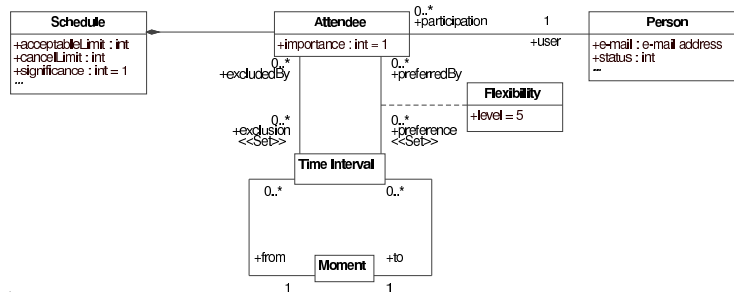 Schedule
+acceptableLimit : int
+cancelLimit : int
+significance : int = 1
...
Attendee
+importance : int = 1
0..*
+participation
1
+user
Person
+e-mail : e-mail address
+status : int
...
0..*
+excludedBy
0..*
+preferredBy
Flexibility
+level = 5
0..*
+exclusion
<<Set>>
0..*
+preference
<<Set>>
Time Interval
0..*
0..*
+from
+to
Moment
1
1